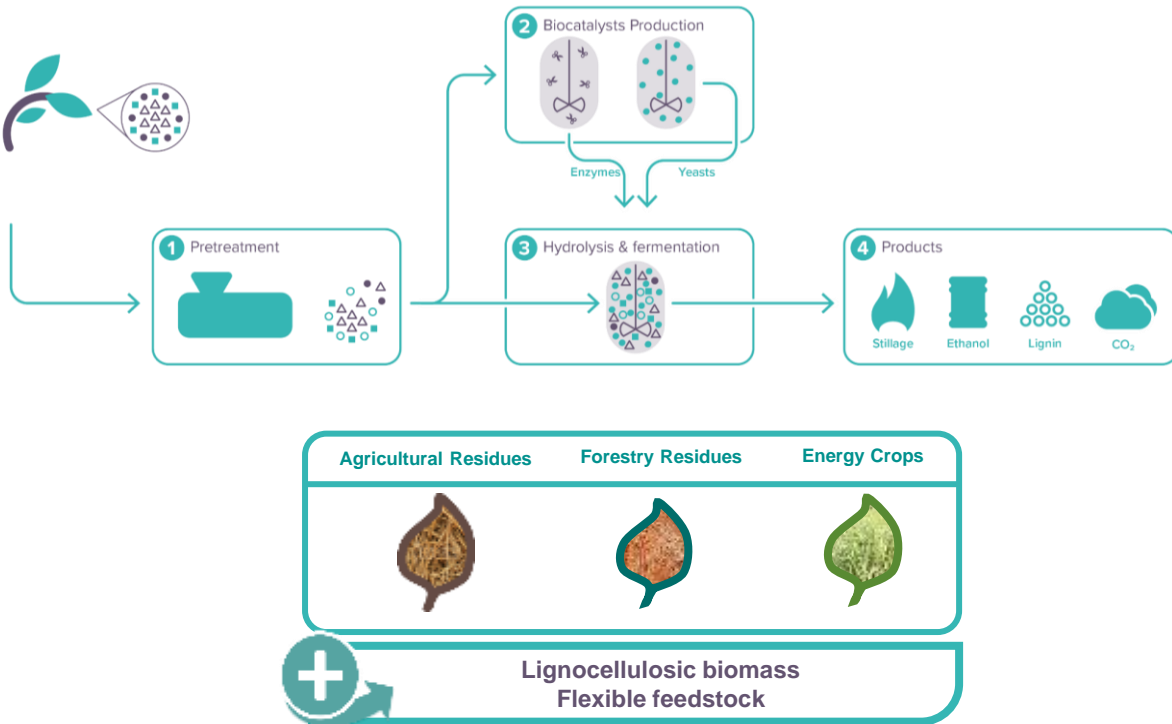 2 Biocatalysts Production
Enzymes
Yeasts
1 Pretreatment
3 Hydrolysis & fermentation
4 Products
Stillage
Ethanol
Lignin
CO₂
Agricultural Residues
Forestry Residues
Energy Crops
Lignocellulosic biomass
Flexible feedstock